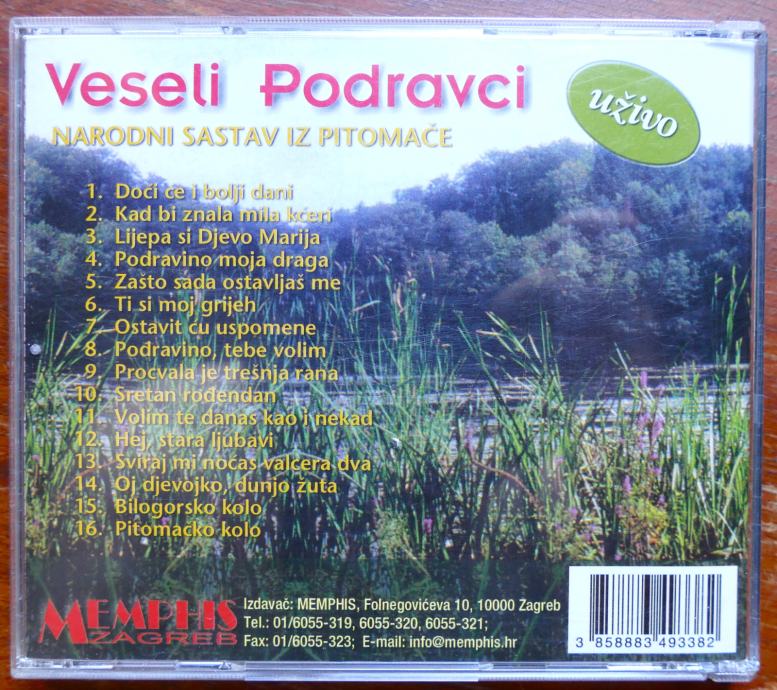 Veseli Podravci
uživo
NARODNI SASTAV IZ PITOMAČE
1. Doći će i bolji dani
2. Kad bi znala mila kćeri
3. Lijepa si Djevo Marija
4. Podravino moja draga
5. Zašto sada ostavljaš me
6. Ti si moj grijeh
7. Ostavit ću uspomene
8. Podravino, tebe volim
9. Procvala je trešnja rana
10. Sretan rođendan
11. Volim te danas kao i nekad
12. Hej, stara ljubavi
13. Sviraj mi noćas valcera dva
14. Oj djevojko, dunjo žuta
15. Bilogorsko kolo
16. Pitomačko kolo
MEMPHIS
ZAGREB
Izdavač: MEMPHIS, Folnegovićeva 10, 10000 Zagreb
Tel.: 01/6055-319, 6055-320, 6055-321;
Fax: 01/6055-323; E-mail: info@memphis.hr
3 858883 493382